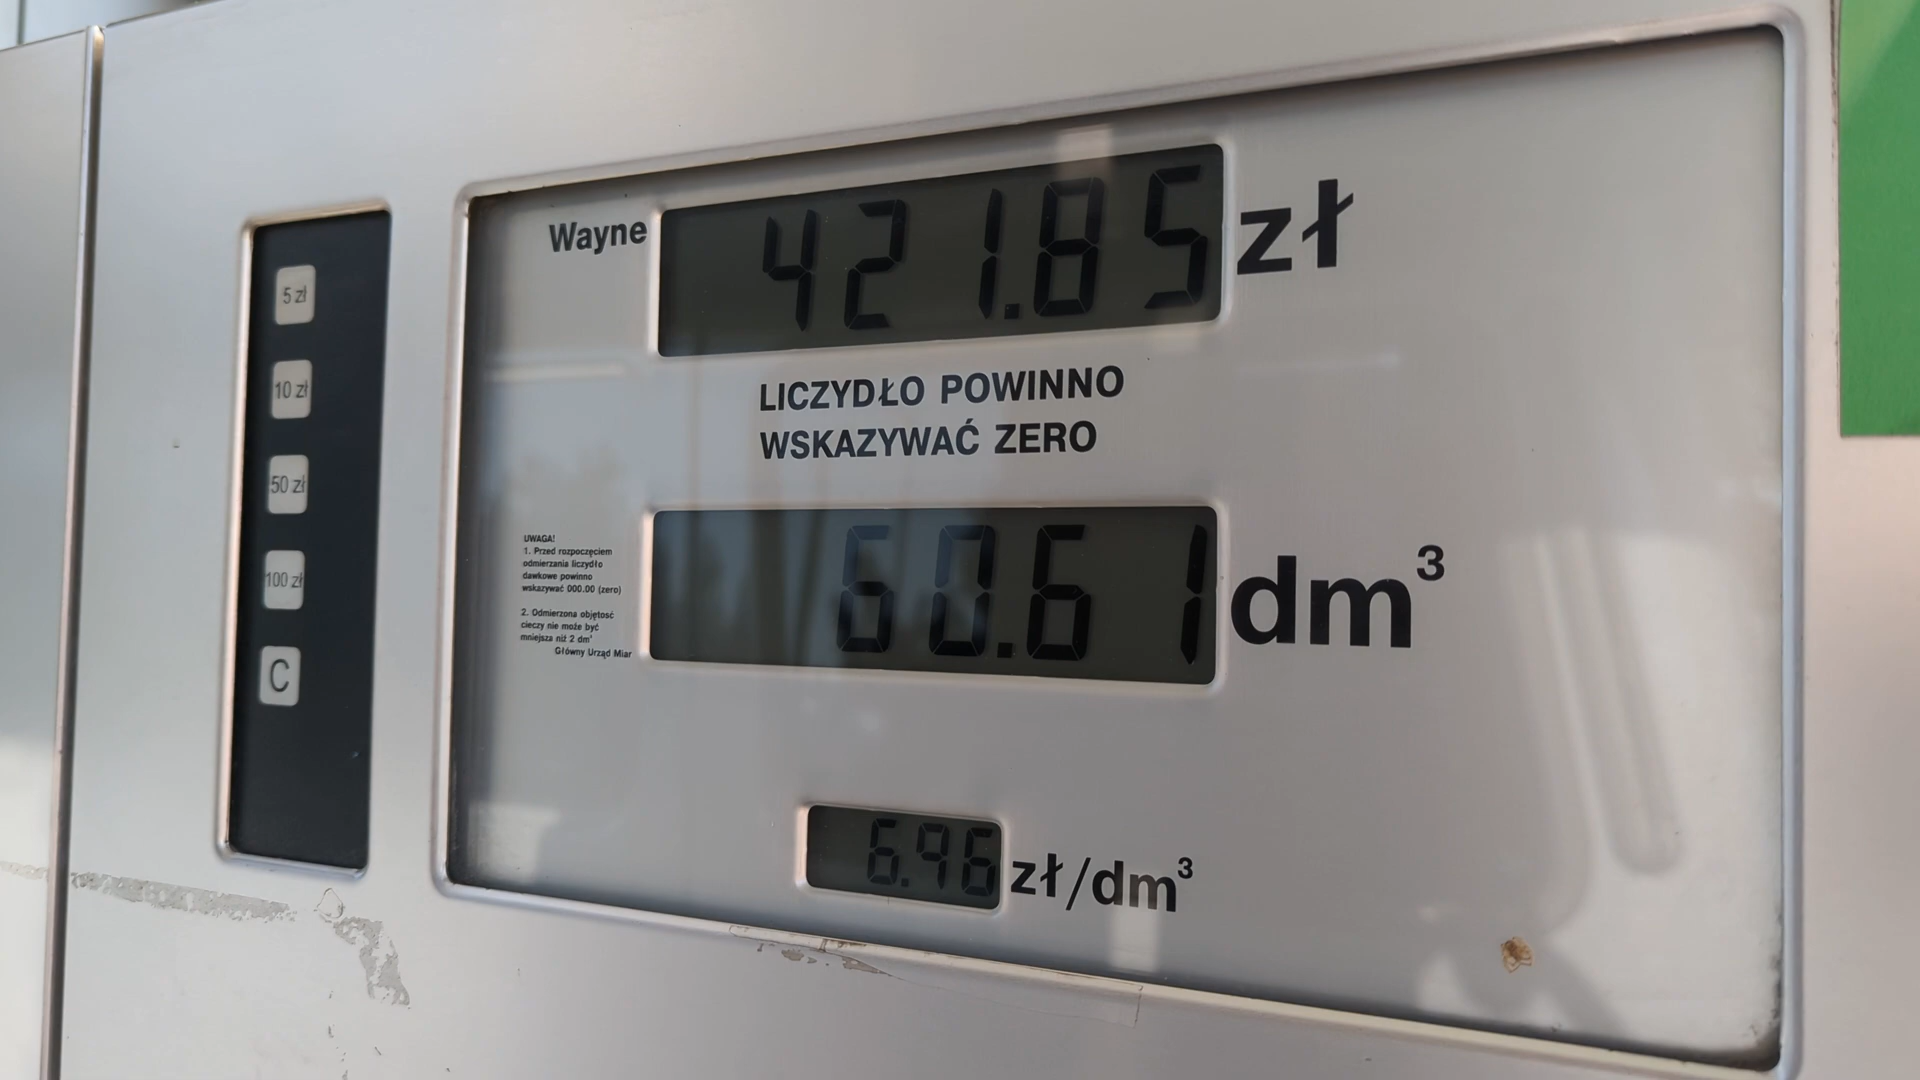 Wayne 421.85 zł
LICZYDŁO POWINNO
WSKAZYWAĆ ZERO
5 zł
10 zł
50 zł
100 zł
C
UWAGA!
1. Przed rozpoczęciem
odmierzania liczydło
dawkowe powinno
wskazywać 000.00 (zero)
2. Odmierzona objętosć
cieczy nie może być
mniejsza niż 2 dm³
Główny Urząd Miar
60.61 dm³
6.96 zł/dm³